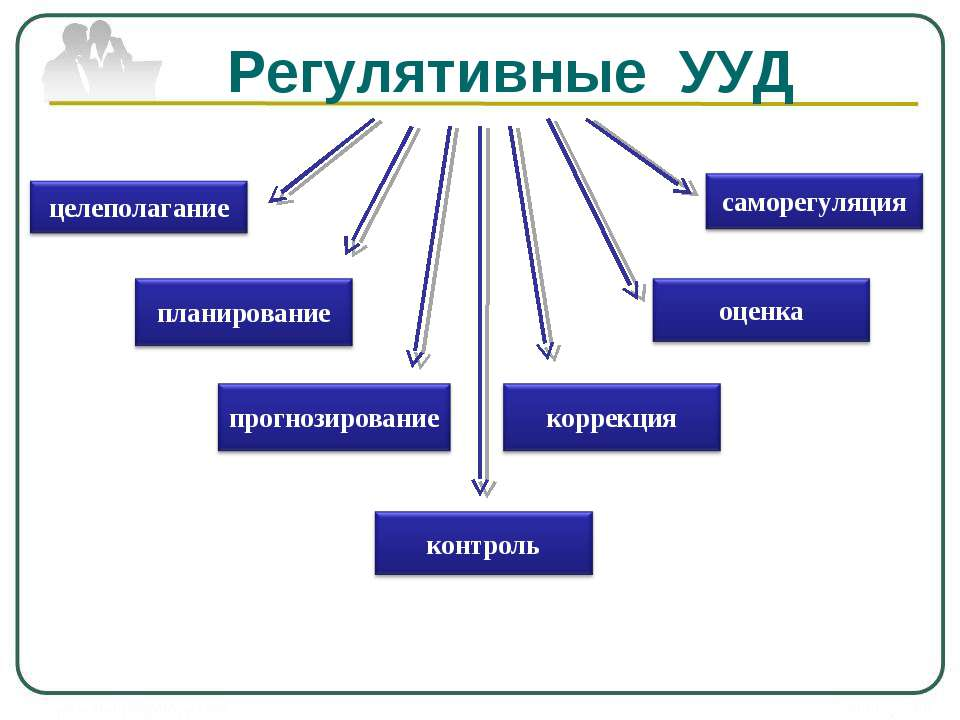 Регулятивные УУД
целеполагание
саморегуляция
планирование
оценка
прогнозирование
коррекция
контроль